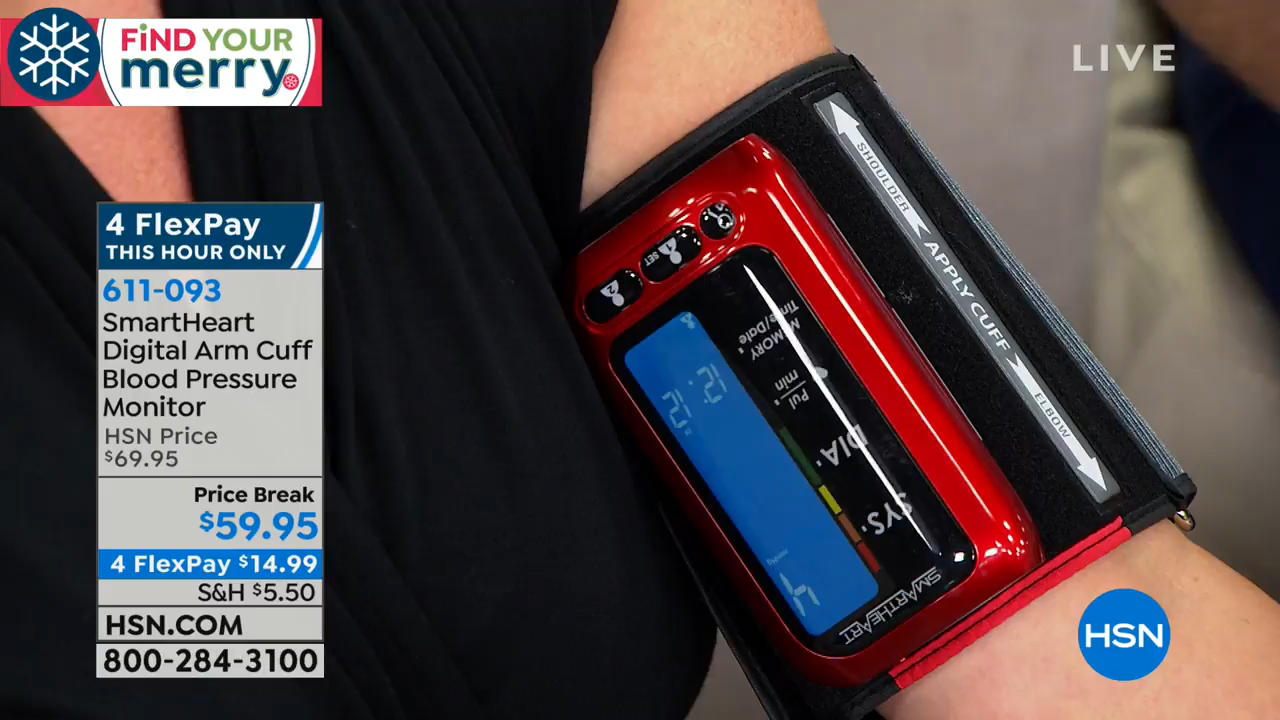 FiND YOUR
merry.
LIVE
4 FlexPay
THIS HOUR ONLY
611-093
SmartHeart
Digital Arm Cuff
Blood Pressure
Monitor
HSN Price
$69.95
Price Break
$59.95
4 FlexPay $14.99
S&H $5.50
HSN.COM
800-284-3100
SHOULDER
APPLY CUFF
ELBOW
SET
2
MEMORY
Time/Date
Pul
min
DIA.
SYS.
SMARTHEART
HSN